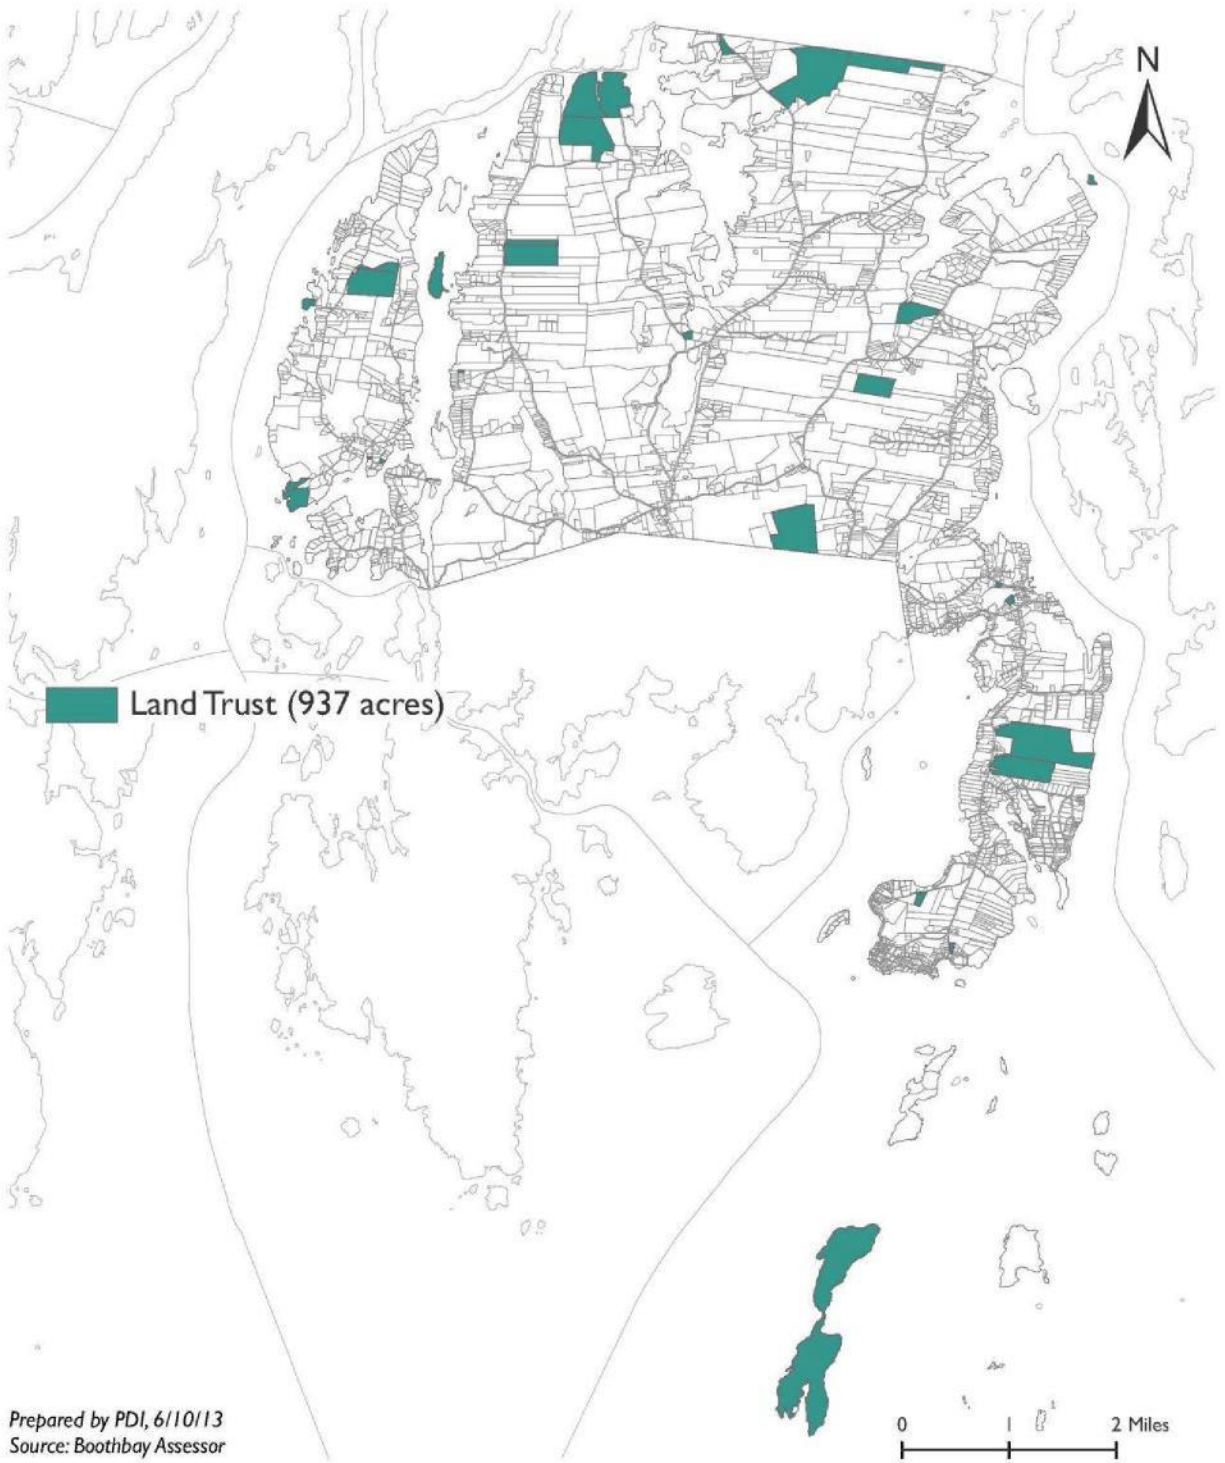 N
Land Trust (937 acres)
Prepared by PDI, 6/10/13
Source: Boothbay Assessor
0 1 2 Miles